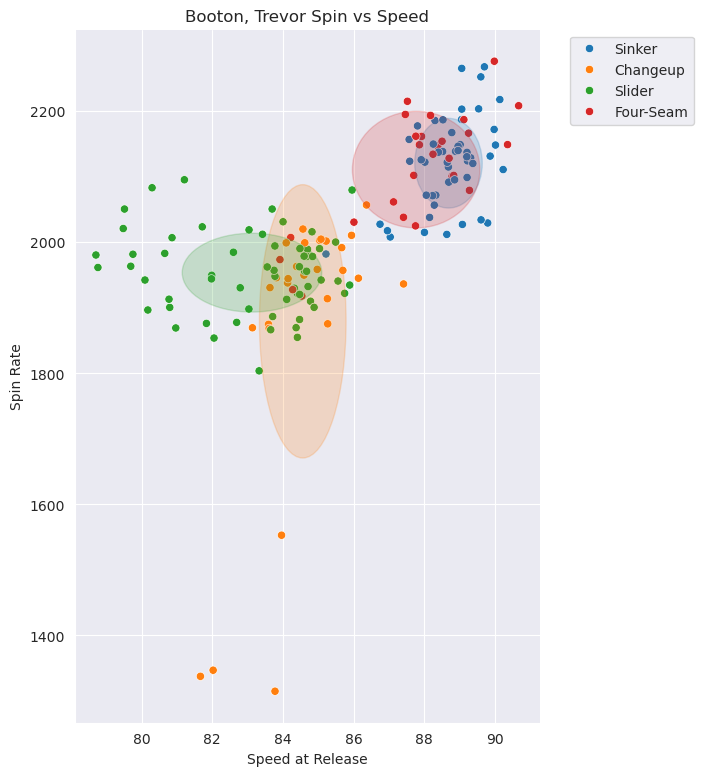 Booton, Trevor Spin vs Speed
Sinker
Changeup
Slider
Four-Seam
2200
2000
1800
1600
1400
Spin Rate
80
82
84
86
88
90
Speed at Release